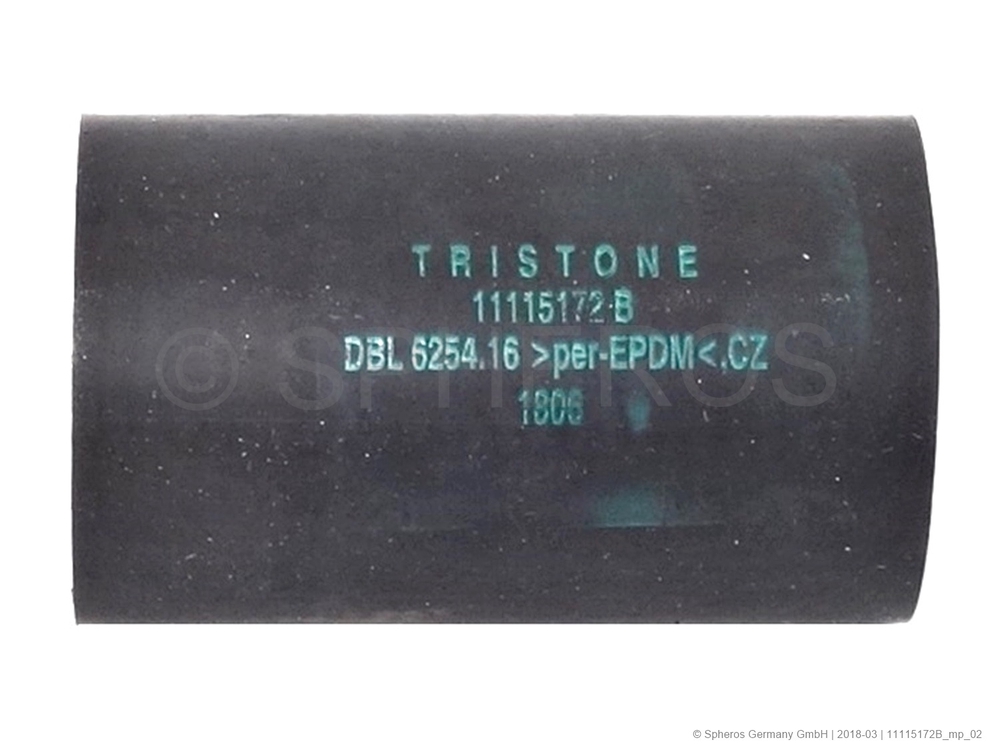 TRISTONE
11115172 B
DBL 6254.16 >per-EPDM<,CZ
1806
© SPHEROS
© Spheros Germany GmbH | 2018-03 | 11115172B_mp_02